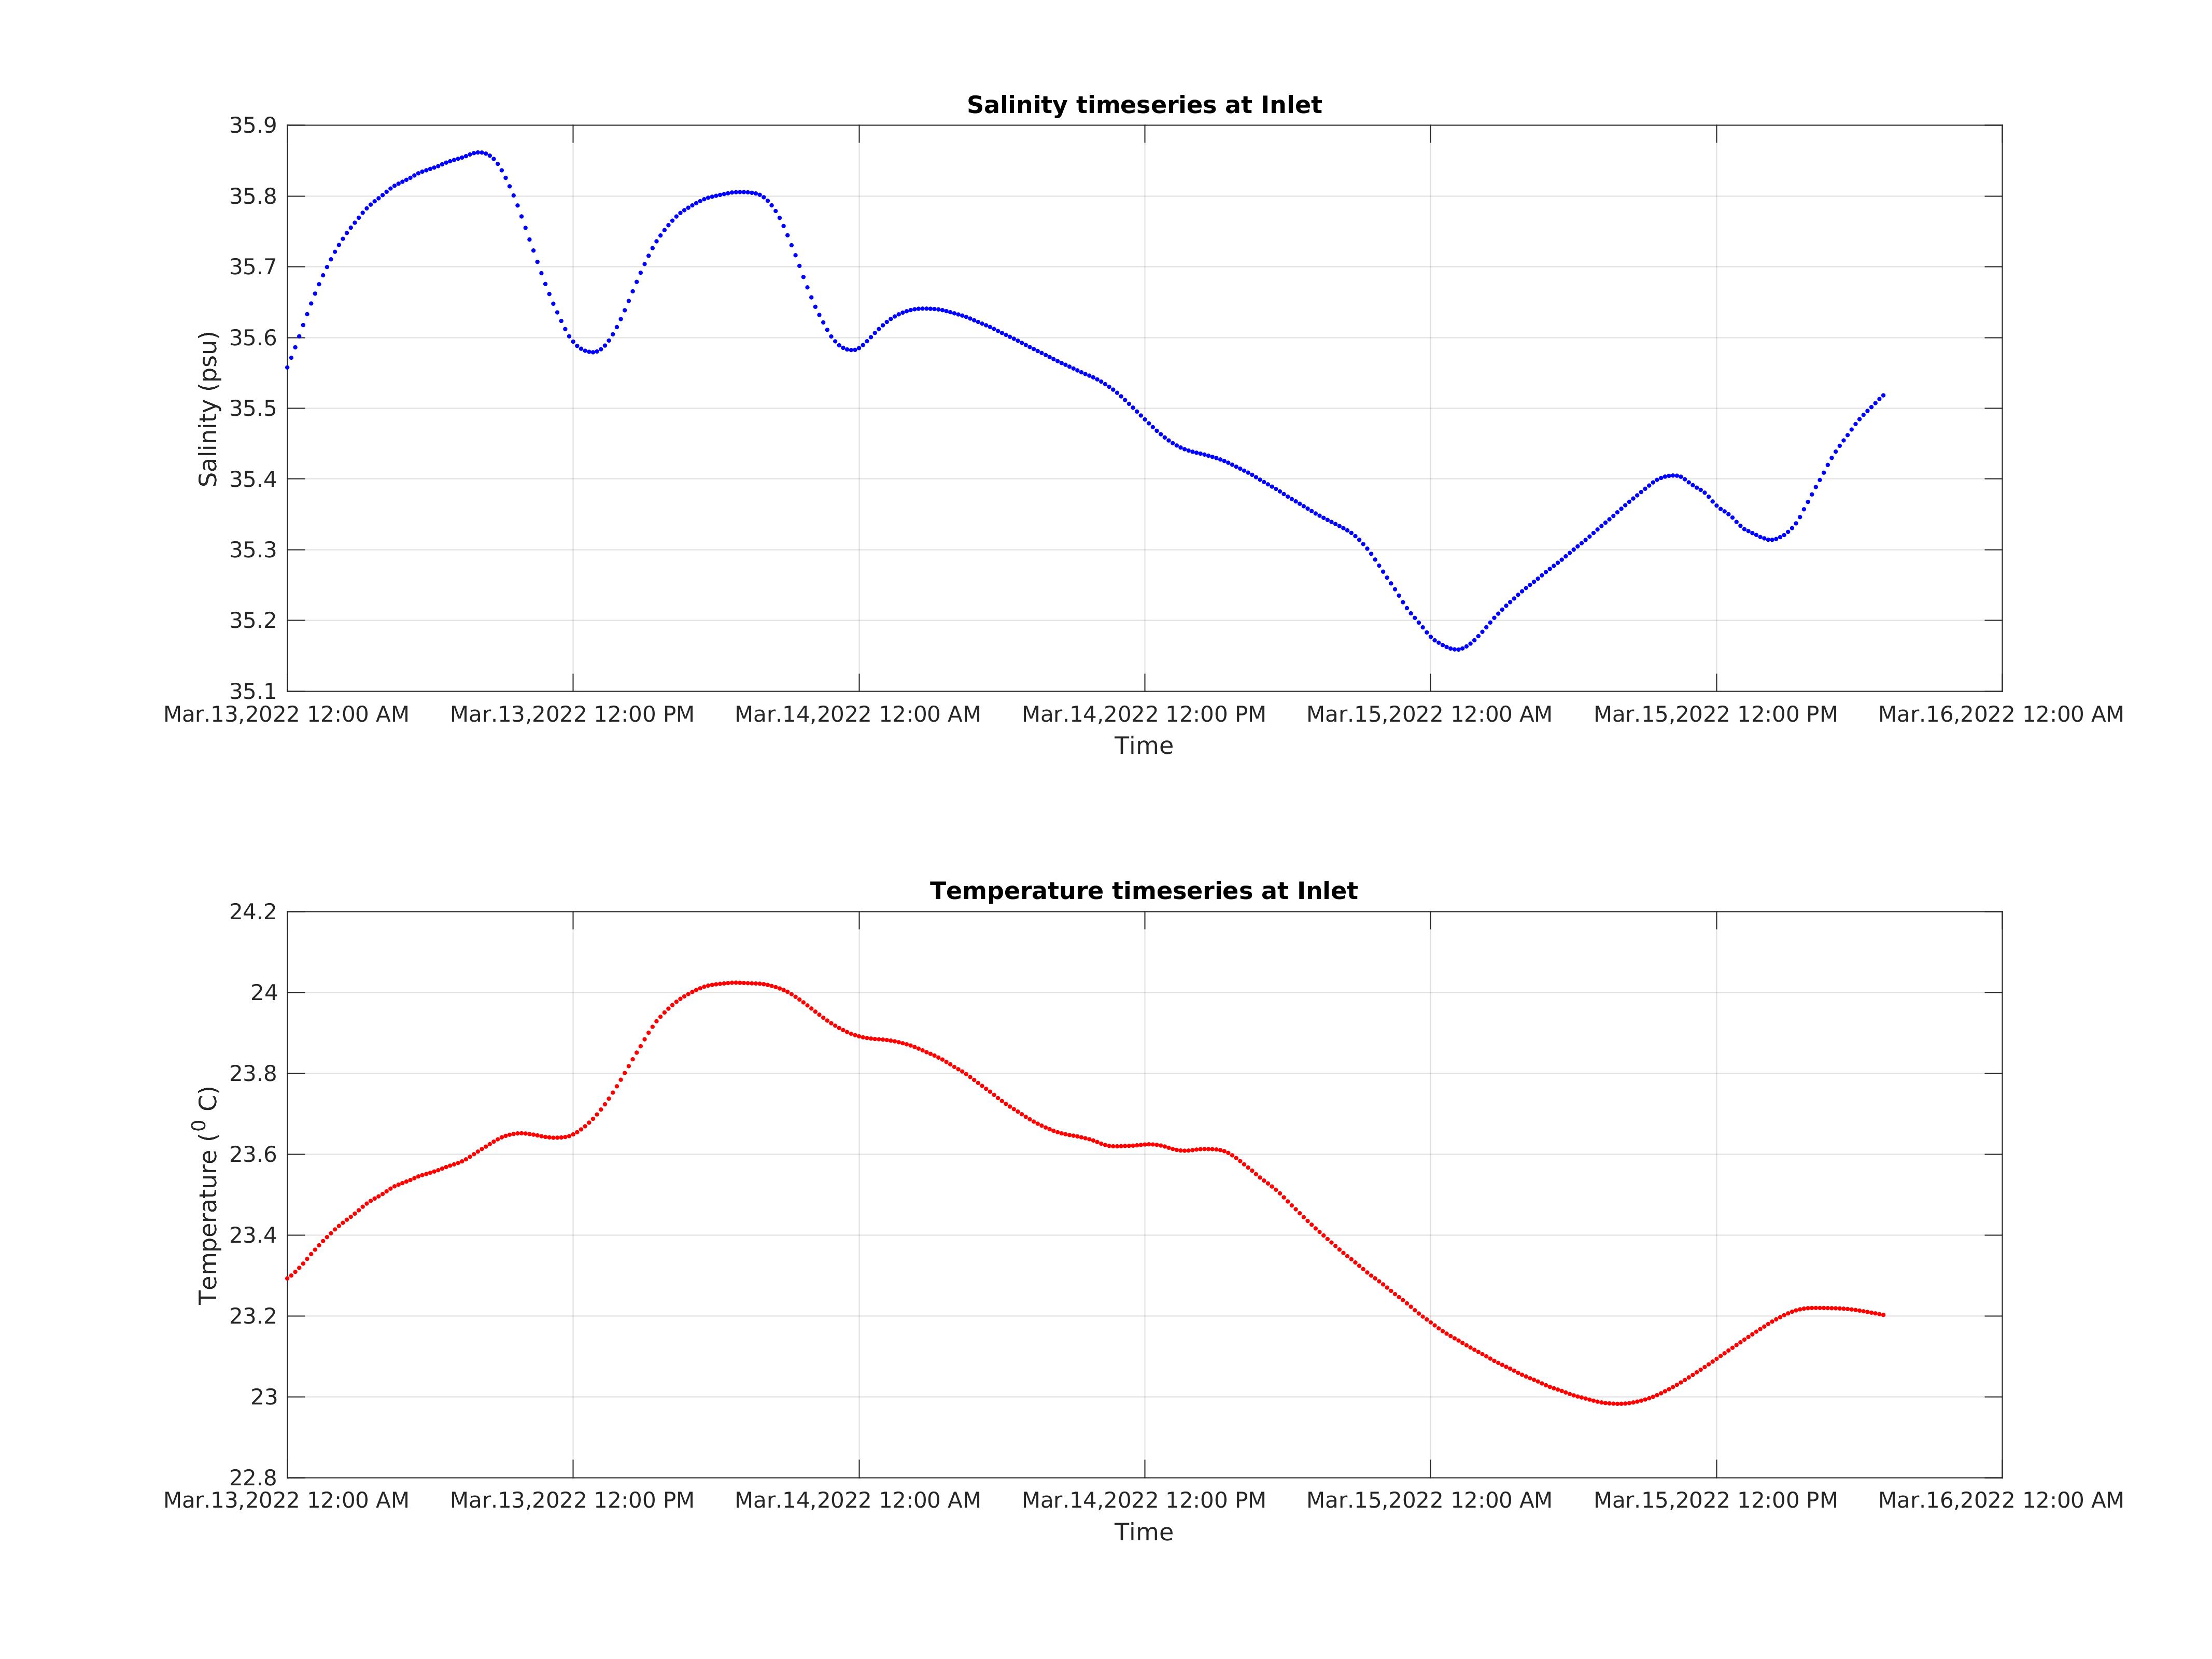 Salinity timeseries at Inlet
35.9
35.8
35.7
35.6
35.5
35.4
35.3
35.2
35.1
Salinity (psu)
Mar.13,2022 12:00 AM Mar.13,2022 12:00 PM Mar.14,2022 12:00 AM Mar.14,2022 12:00 PM Mar.15,2022 12:00 AM Mar.15,2022 12:00 PM Mar.16,2022 12:00 AM
Time
Temperature timeseries at Inlet
24.2
24
23.8
23.6
23.4
23.2
23
22.8
Temperature (⁰ C)
Mar.13,2022 12:00 AM Mar.13,2022 12:00 PM Mar.14,2022 12:00 AM Mar.14,2022 12:00 PM Mar.15,2022 12:00 AM Mar.15,2022 12:00 PM Mar.16,2022 12:00 AM
Time